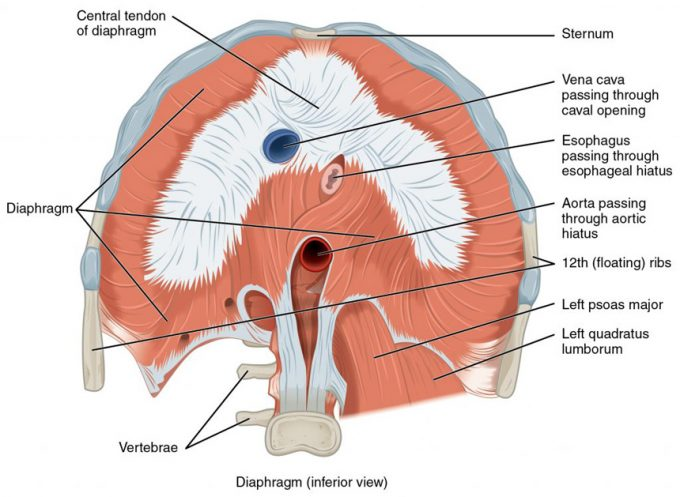 Central tendon
of diaphragm
Sternum
Vena cava
passing through
caval opening
Esophagus
passing through
esophageal hiatus
Diaphragm
Aorta passing
through aortic
hiatus
12th (floating) ribs
Left psoas major
Left quadratus
lumborum
Vertebrae
Diaphragm (inferior view)